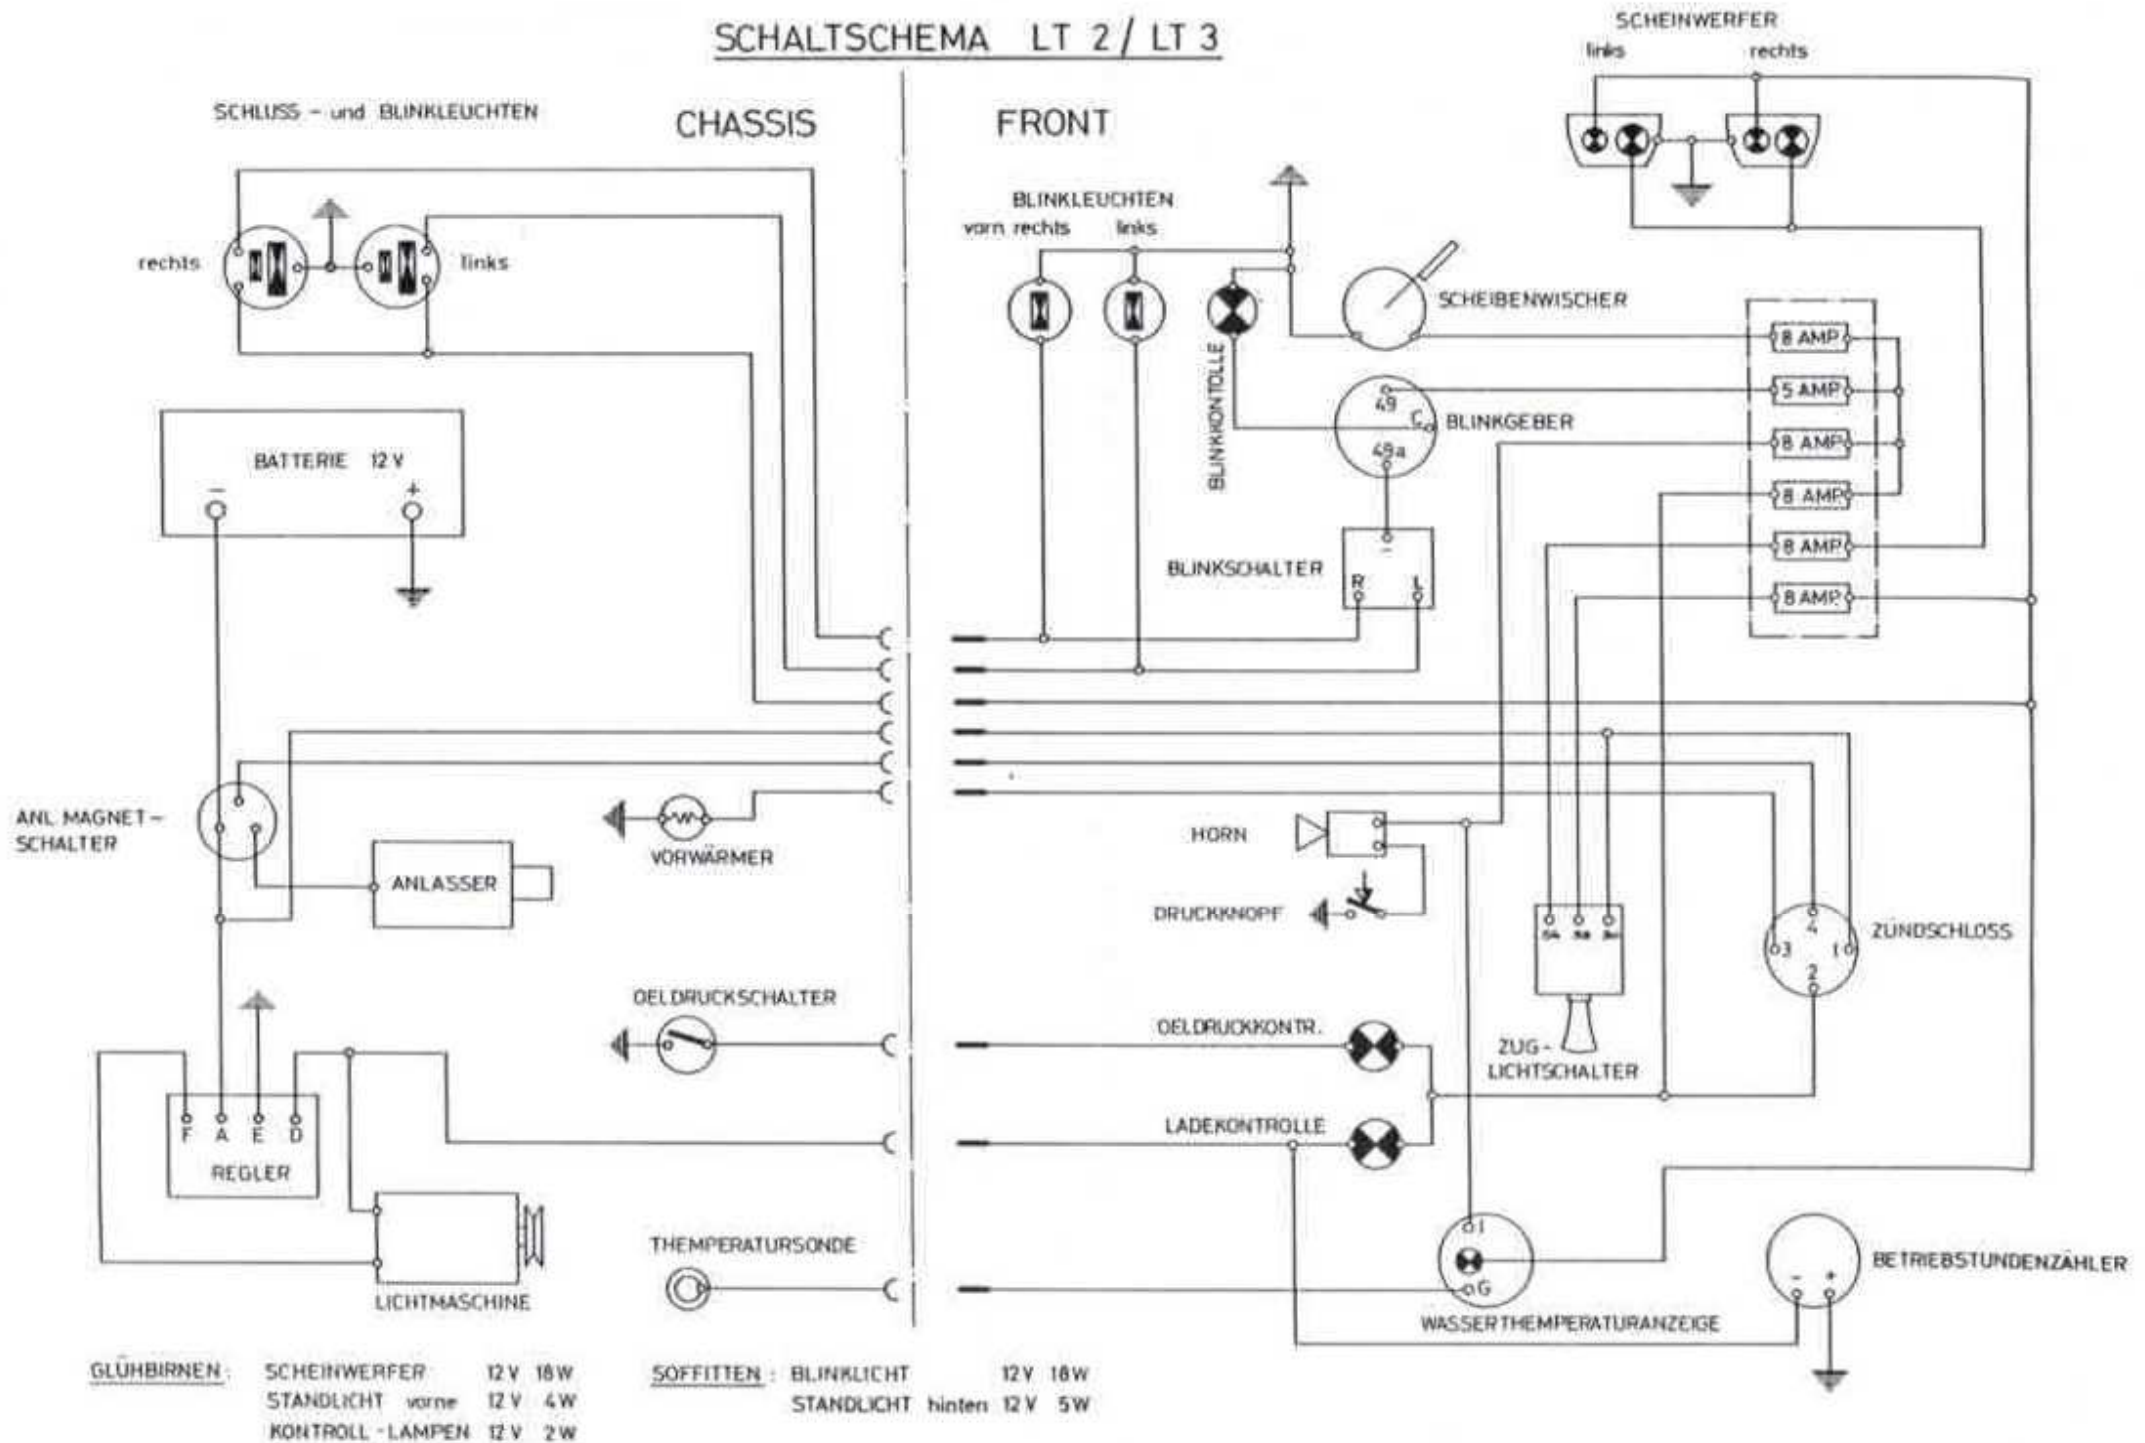 SCHALTSCHEMA LT 2 / LT 3
SCHEINWERFER
links rechts
SCHLUSS - und BLINKLEUCHTEN
CHASSIS
FRONT
BLINKLEUCHTEN
vorn rechts links
rechts
links
SCHEIBENWISCHER
BLINKKONTOLLE
8 AMP.
5 AMP.
8 AMP.
8 AMP.
8 AMP.
8 AMP.
49
C
49a
BLINKGEBER
BATTERIE 12 V
- +
BLINKSCHALTER
-
R L
ANL. MAGNET-
SCHALTER
ANLASSER
VORWÄRMER
HORN
DRUCKKNOPF
4
3 1
2
ZÜNDSCHLOSS
ZUG-
LICHTSCHALTER
OELDRUCKSCHALTER
OELDRUCKKONTR.
LADEKONTROLLE
F A E D
REGLER
LICHTMASCHINE
THEMPERATURSONDE
I
G
WASSERTHEMPERATURANZEIGE
- +
BETRIEBSTUNDENZÄHLER
GLÜHBIRNEN: SCHEINWERFER 12 V 18 W
STANDLICHT vorne 12 V 4 W
KONTROLL - LAMPEN 12 V 2 W
SOFFITTEN : BLINKLICHT 12 V 18 W
STANDLICHT hinten 12 V 5 W